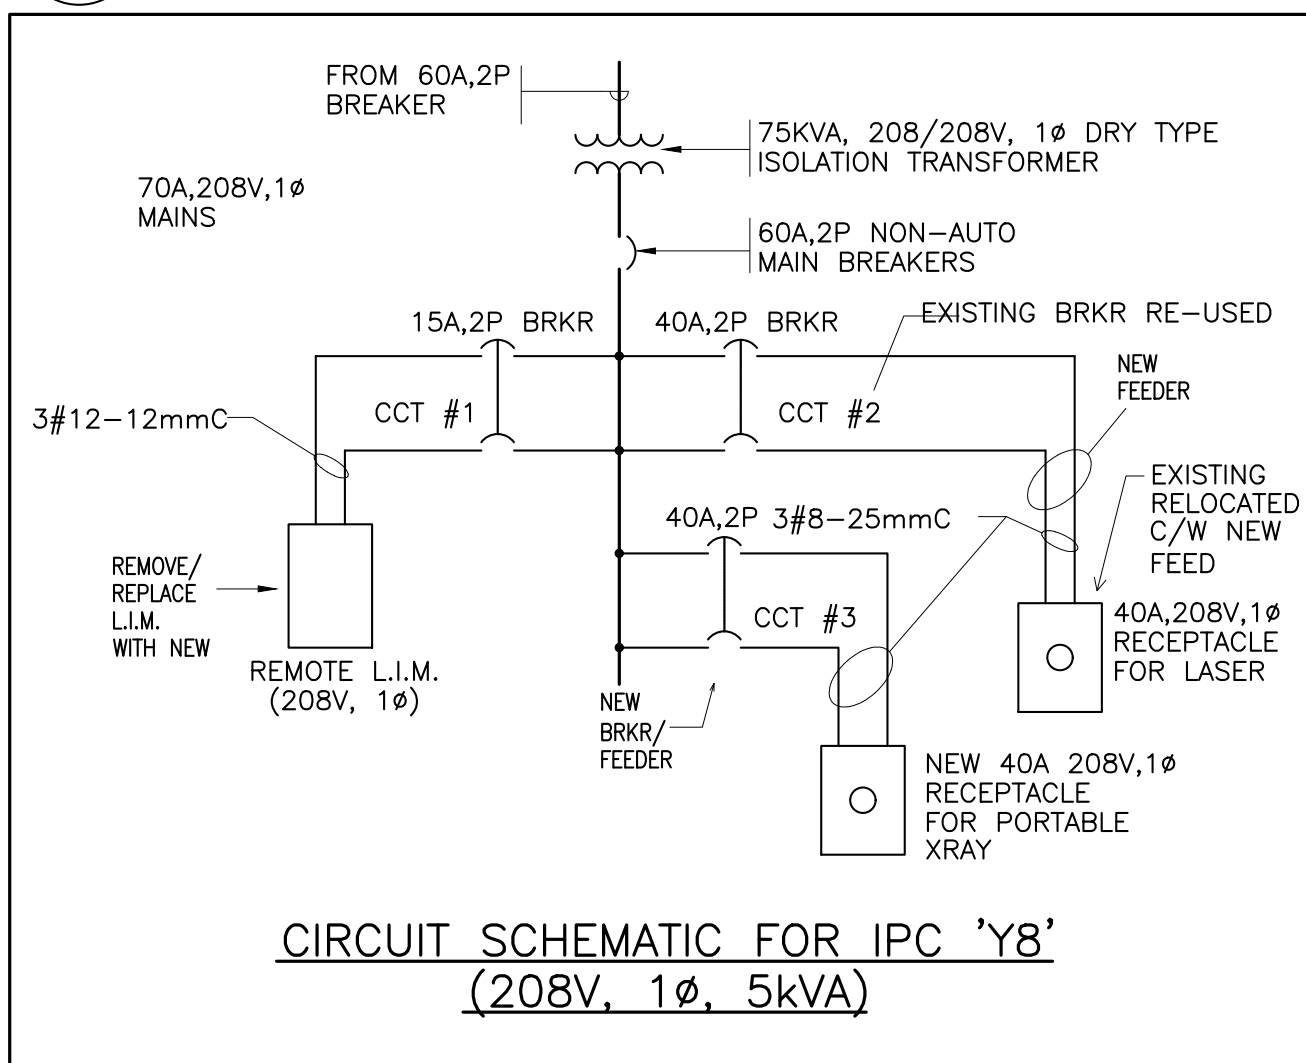 FROM 60A,2P
BREAKER
75KVA, 208/208V, 1ø DRY TYPE
ISOLATION TRANSFORMER
70A,208V,1ø
MAINS
60A,2P NON-AUTO
MAIN BREAKERS
15A,2P BRKR
40A,2P BRKR
EXISTING BRKR RE-USED
NEW
FEEDER
3#12-12mmC
CCT #1
CCT #2
EXISTING
RELOCATED
C/W NEW
FEED
40A,2P
3#8-25mmC
REMOVE/
REPLACE
L.I.M.
WITH NEW
CCT #3
40A,208V,1ø
RECEPTACLE
FOR LASER
REMOTE L.I.M.
(208V, 1ø)
NEW
BRKR/
FEEDER
NEW 40A 208V,1ø
RECEPTACLE
FOR PORTABLE
XRAY
CIRCUIT SCHEMATIC FOR IPC 'Y8'
(208V, 1ø, 5kVA)